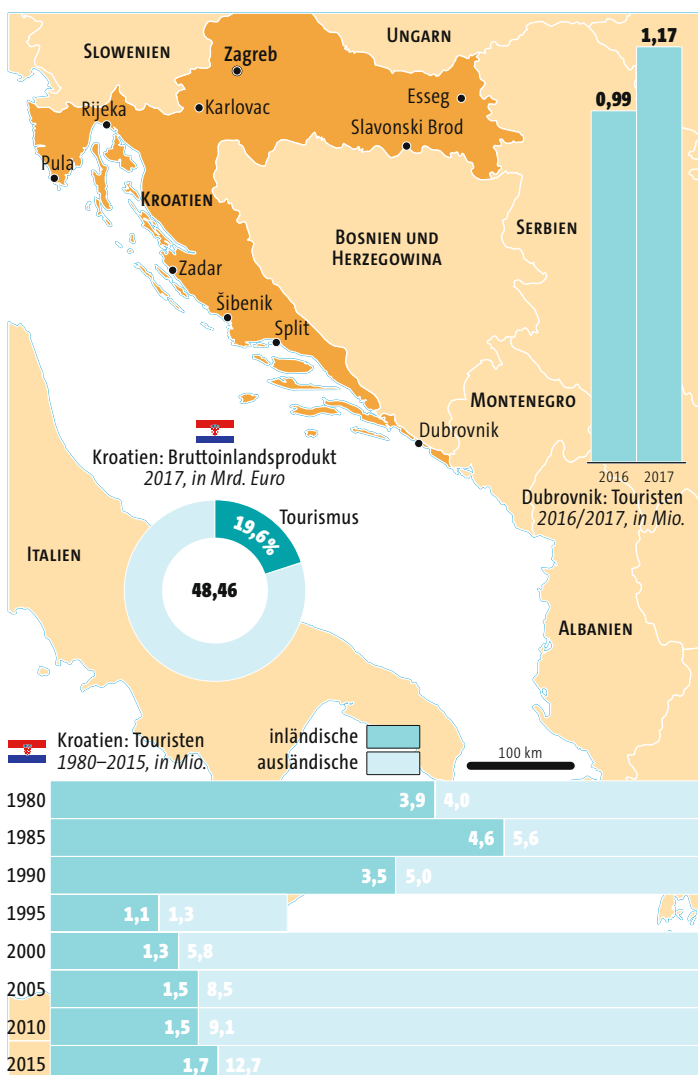 SLOWENIEN
UNGARN
1,17
Zagreb
0,99
Esseg
Rijeka
Karlovac
Slavonski Brod
Pula
KROATIEN
SERBIEN
BOSNIEN UND
HERZEGOWINA
Zadar
Šibenik
Split
MONTENEGRO
Dubrovnik
Kroatien: Bruttoinlandsprodukt
2017, in Mrd. Euro
2016 2017
Dubrovnik: Touristen
2016/2017, in Mio.
Tourismus
19,6%
ITALIEN
48,46
ALBANIEN
Kroatien: Touristen
1980–2015, in Mio.
inländische
ausländische
100 km
1980 3,9 4,0
1985 4,6 5,6
1990 3,5 5,0
1995 1,1 1,3
2000 1,3 5,8
2005 1,5 8,5
2010 1,5 9,1
2015 1,7 12,7